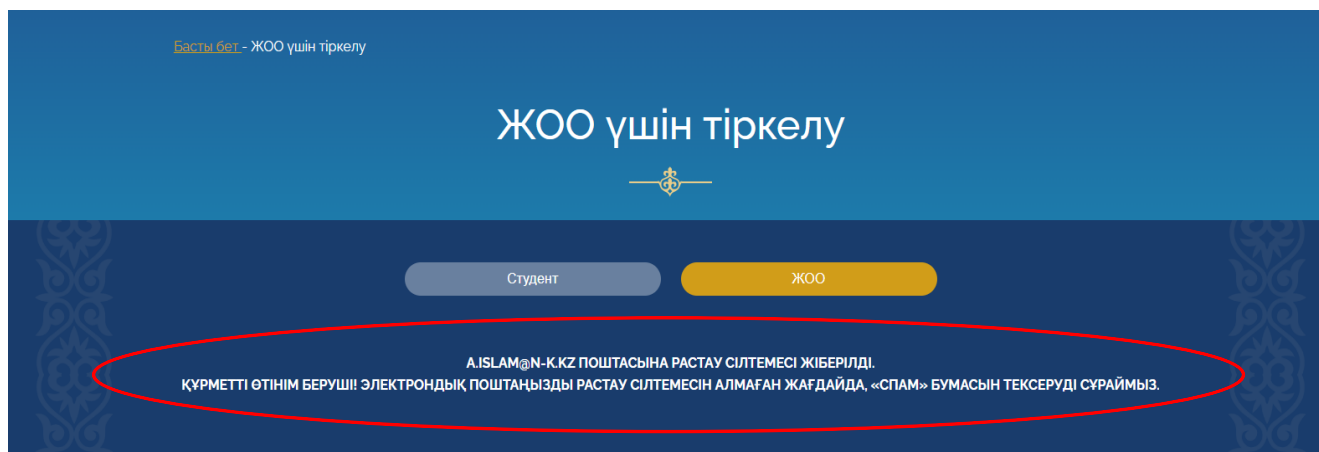 Басты бет - ЖОО үшін тіркелу
ЖОО үшін тіркелу
Студент
ЖОО
A.ISLAM@N-K.KZ ПОШТАСЫНА РАСТАУ СІЛТЕМЕСІ ЖІБЕРІЛДІ.
ҚҰРМЕТТІ ӨТІНІМ БЕРУШІ! ЭЛЕКТРОНДЫҚ ПОШТАҢЫЗДЫ РАСТАУ СІЛТЕМЕСІН АЛМАҒАН ЖАҒДАЙДА, «СПАМ» БУМАСЫН ТЕКСЕРУДІ СҰРАЙМЫЗ.